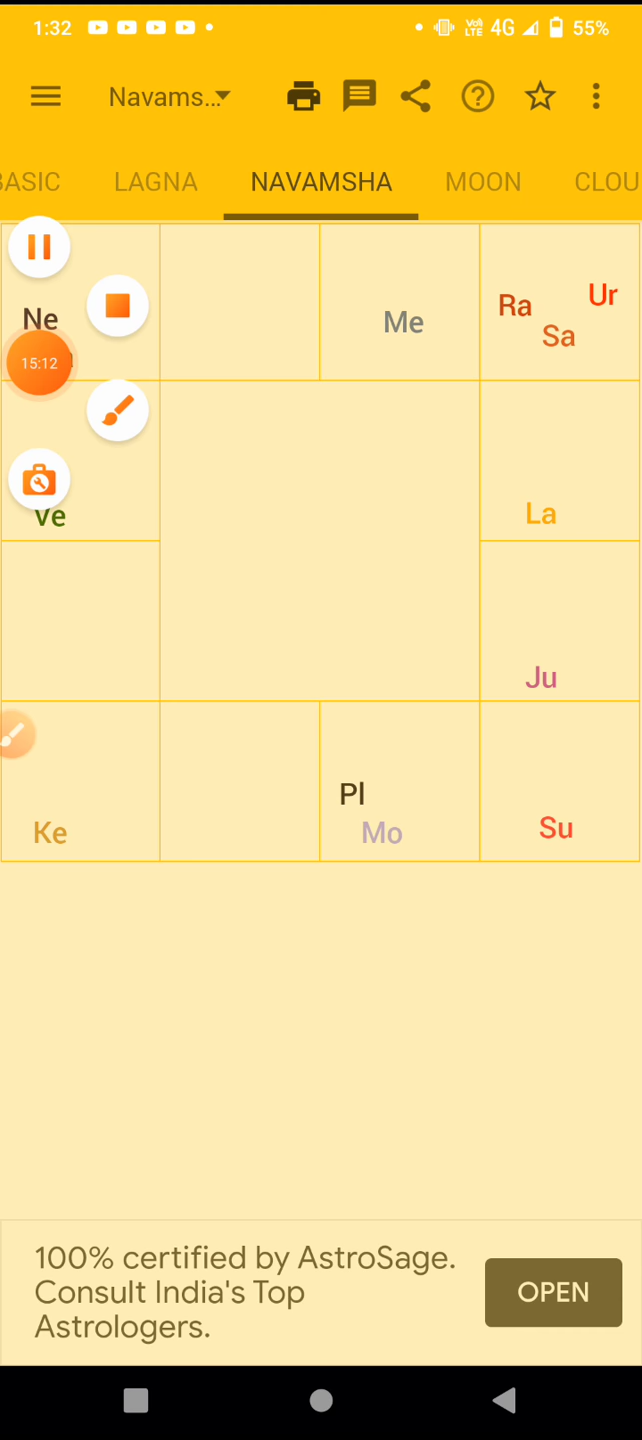 1:32 VoLTE 4G 55%
Navams...
BASIC LAGNA NAVAMSHA MOON CLOU
Ne
Me
Ra Ur
Sa
15:12
Ve
La
Ju
Pl
Ke
Mo
Su
100% certified by AstroSage.
Consult India's Top
Astrologers.
OPEN